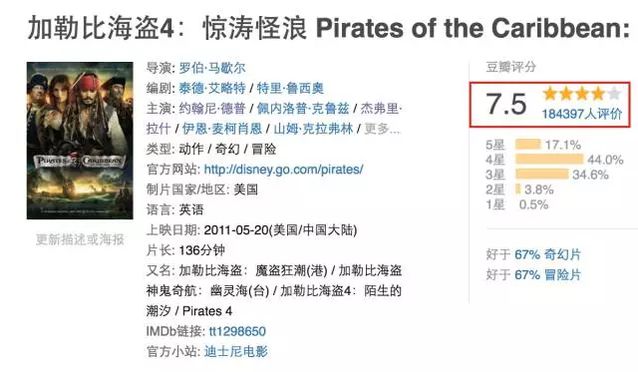 加勒比海盗4：惊涛怪浪 Pirates of the Caribbean:
导演: 罗伯·马歇尔
编剧: 泰德·艾略特 / 特里·鲁西奥
主演: 约翰尼·德普 / 佩内洛普·克鲁兹 / 杰弗里·
拉什 / 伊恩·麦柯肖恩 / 山姆·克拉弗林 / 更多...
类型: 动作 / 奇幻 / 冒险
官方网站: http://disney.go.com/pirates/
制片国家/地区: 美国
语言: 英语
上映日期: 2011-05-20(美国/中国大陆)
片长: 136分钟
又名: 加勒比海盗：魔盗狂潮(港) / 加勒比海盗
神鬼奇航：幽灵海(台) / 加勒比海盗4：陌生的
潮汐 / Pirates 4
IMDb链接: tt1298650
官方小站: 迪士尼电影
PIRATES of the CARIBBEAN
更新描述或海报
豆瓣评分
7.5
184397人评价
5星 17.1%
4星 44.0%
3星 34.6%
2星 3.8%
1星 0.5%
好于 67% 奇幻片
好于 67% 冒险片